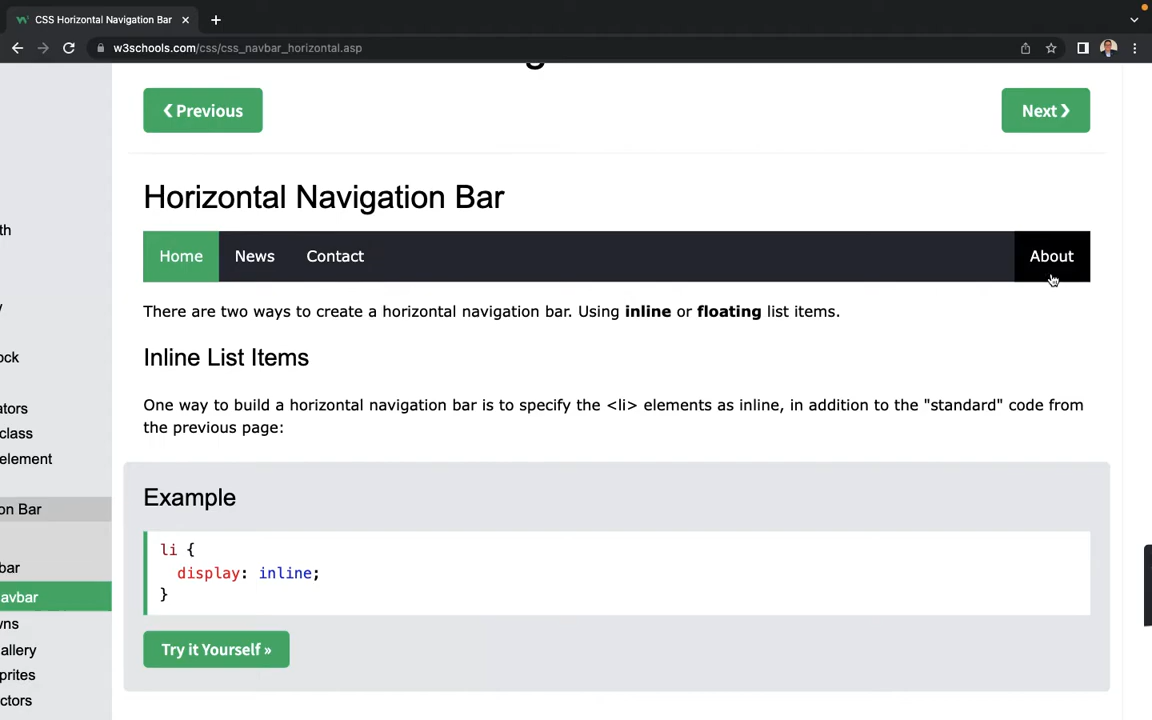 CSS Horizontal Navigation Bar
w3schools.com/css/css_navbar_horizontal.asp
❮ Previous
Next ❯
Horizontal Navigation Bar
Home News Contact About
There are two ways to create a horizontal navigation bar. Using inline or floating list items.
Inline List Items
One way to build a horizontal navigation bar is to specify the <li> elements as inline, in addition to the "standard" code from
the previous page:
Example
li {
display: inline;
}
Try it Yourself »
th
ock
ators
class
element
on Bar
bar
avbar
wns
allery
prites
ctors